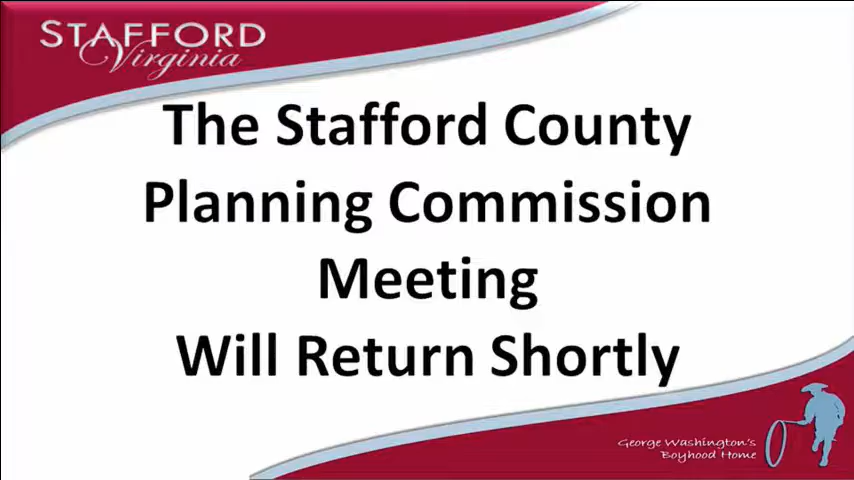 STAFFORD
Virginia
The Stafford County
Planning Commission
Meeting
Will Return Shortly
George Washington's
Boyhood Home